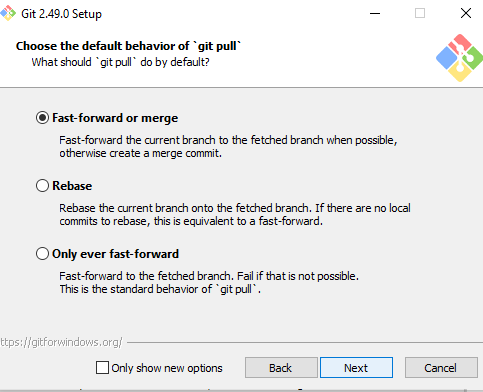 Git 2.49.0 Setup
Choose the default behavior of `git pull`
What should `git pull` do by default?
Fast-forward or merge
Fast-forward the current branch to the fetched branch when possible,
otherwise create a merge commit.
Rebase
Rebase the current branch onto the fetched branch. If there are no local
commits to rebase, this is equivalent to a fast-forward.
Only ever fast-forward
Fast-forward to the fetched branch. Fail if that is not possible.
This is the standard behavior of `git pull`.
ttps://gitforwindows.org/
Only show new options
Back
Next
Cancel